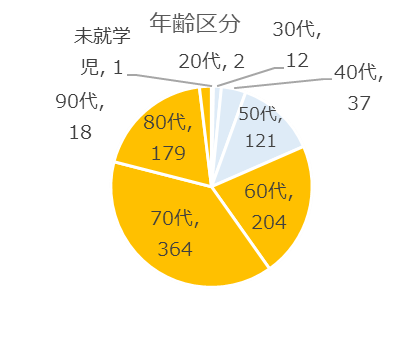 年齢区分
未就学
児, 1
20代, 2
30代,
12
40代,
37
50代,
121
60代,
204
70代,
364
80代,
179
90代,
18